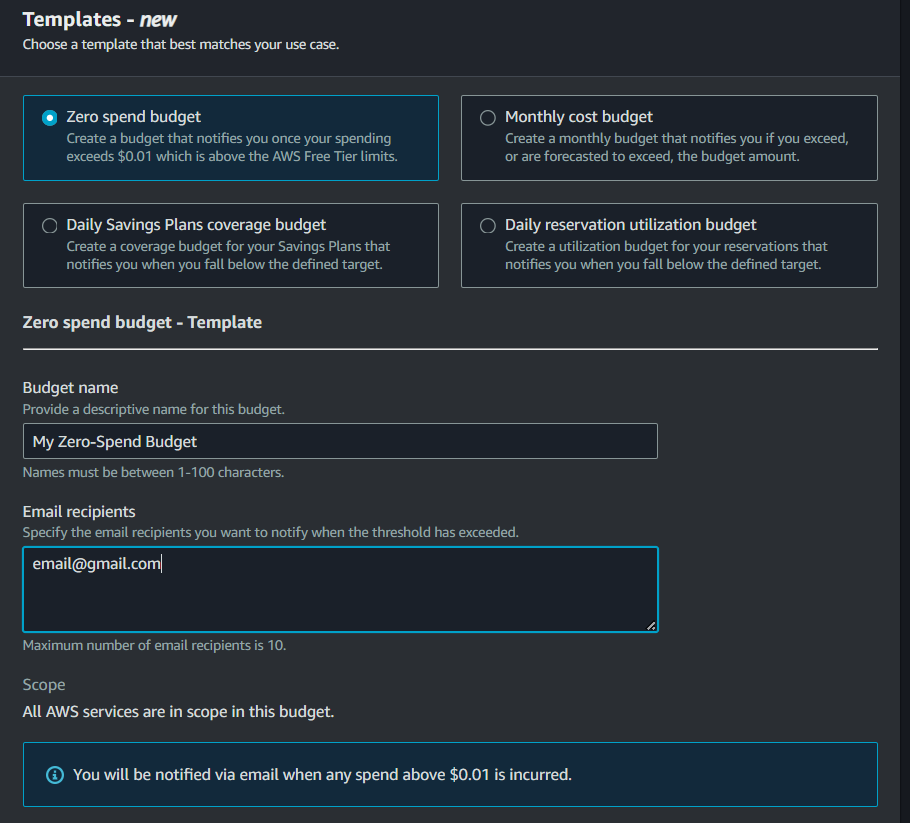 Templates - new
Choose a template that best matches your use case.
Zero spend budget
Create a budget that notifies you once your spending
exceeds $0.01 which is above the AWS Free Tier limits.
Monthly cost budget
Create a monthly budget that notifies you if you exceed,
or are forecasted to exceed, the budget amount.
Daily Savings Plans coverage budget
Create a coverage budget for your Savings Plans that
notifies you when you fall below the defined target.
Daily reservation utilization budget
Create a utilization budget for your reservations that
notifies you when you fall below the defined target.
Zero spend budget - Template
Budget name
Provide a descriptive name for this budget.
My Zero-Spend Budget
Names must be between 1-100 characters.
Email recipients
Specify the email recipients you want to notify when the threshold has exceeded.
email@gmail.com
Maximum number of email recipients is 10.
Scope
All AWS services are in scope in this budget.
You will be notified via email when any spend above $0.01 is incurred.